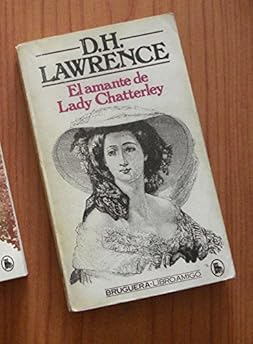 D.H.
LAWRENCE
El amante de
Lady Chatterley
BRUGUERA-LIBRO AMIGO